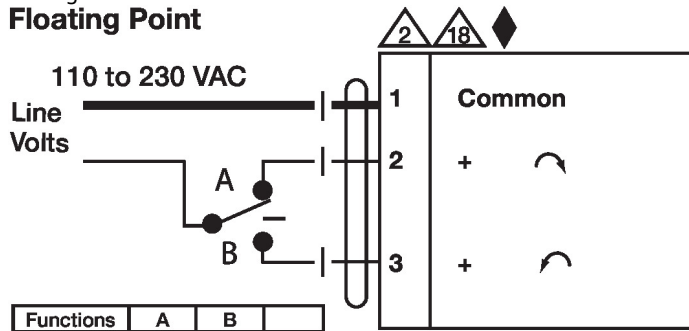 Floating Point
2 18
110 to 230 VAC
Line
Volts
1 Common
2 +
A
B
3 +
Functions A B